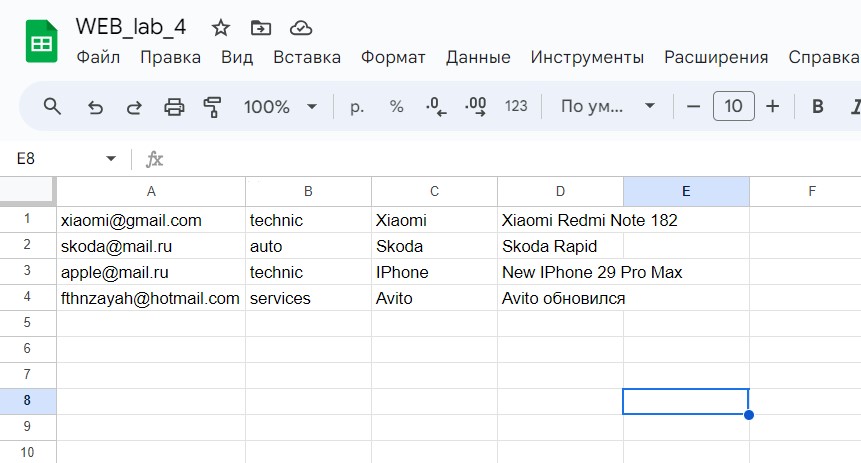 WEB_lab_4
Файл Правка Вид Вставка Формат Данные Инструменты Расширения Справка
100% р. % .0 .00 123 По ум... 10 B I
E8 fx
A B C D E F
1 xiaomi@gmail.com technic Xiaomi Xiaomi Redmi Note 182
2 skoda@mail.ru auto Skoda Skoda Rapid
3 apple@mail.ru technic IPhone New IPhone 29 Pro Max
4 fthnzayah@hotmail.com services Avito Avito обновился
5
6
7
8
9
10